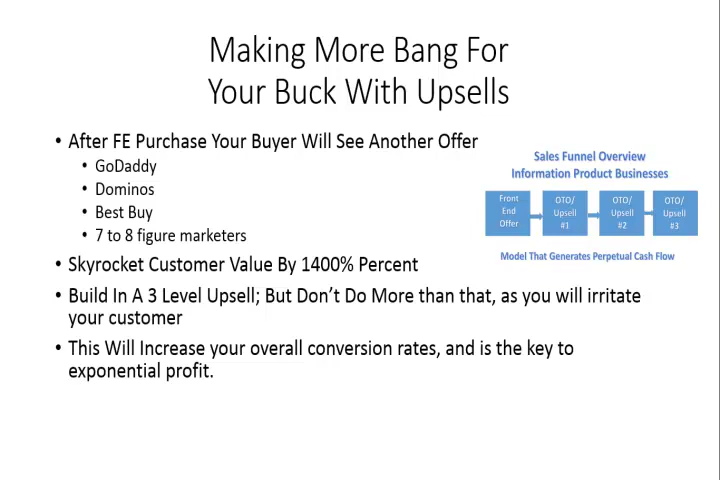 Making More Bang For
Your Buck With Upsells
• After FE Purchase Your Buyer Will See Another Offer
• GoDaddy
• Dominos
• Best Buy
• 7 to 8 figure marketers
• Skyrocket Customer Value By 1400% Percent
• Build In A 3 Level Upsell; But Don't Do More than that, as you will irritate
your customer
• This Will Increase your overall conversion rates, and is the key to
exponential profit.
Sales Funnel Overview
Information Product Businesses
Front
End
Offer
OTO/
Upsell
#1
OTO/
Upsell
#2
OTO/
Upsell
#3
Model That Generates Perpetual Cash Flow